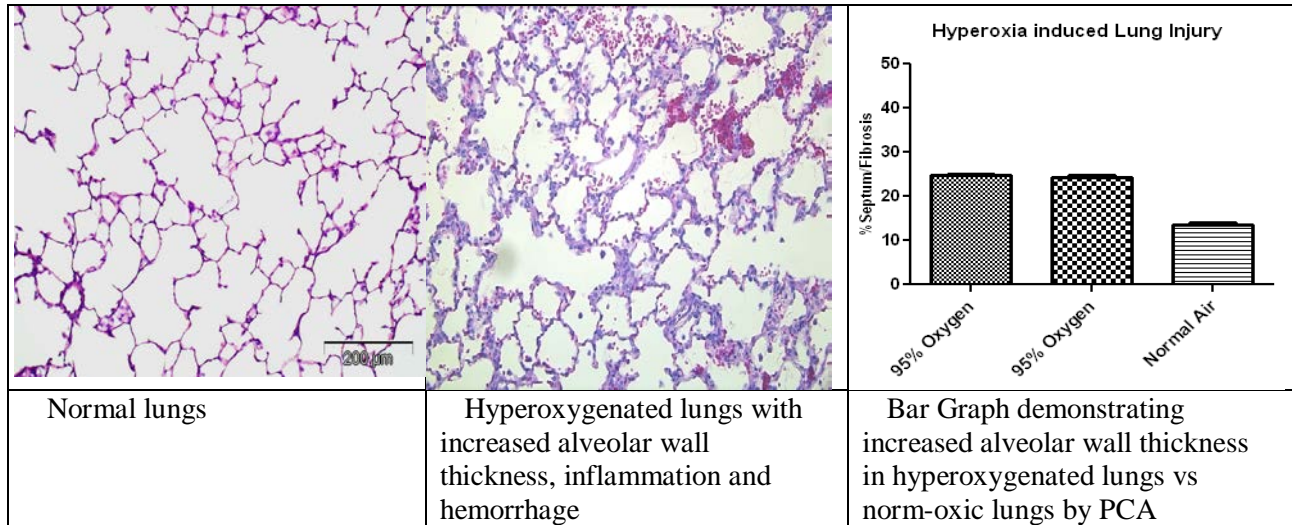 200 µm
Hyperoxia induced Lung Injury
% Septum/Fibrosis
50
40
30
20
10
0
95% Oxygen
95% Oxygen
Normal Air
Normal lungs
Hyperoxygenated lungs with
increased alveolar wall
thickness, inflammation and
hemorrhage
Bar Graph demonstrating
increased alveolar wall thickness
in hyperoxygenated lungs vs
norm-oxic lungs by PCA